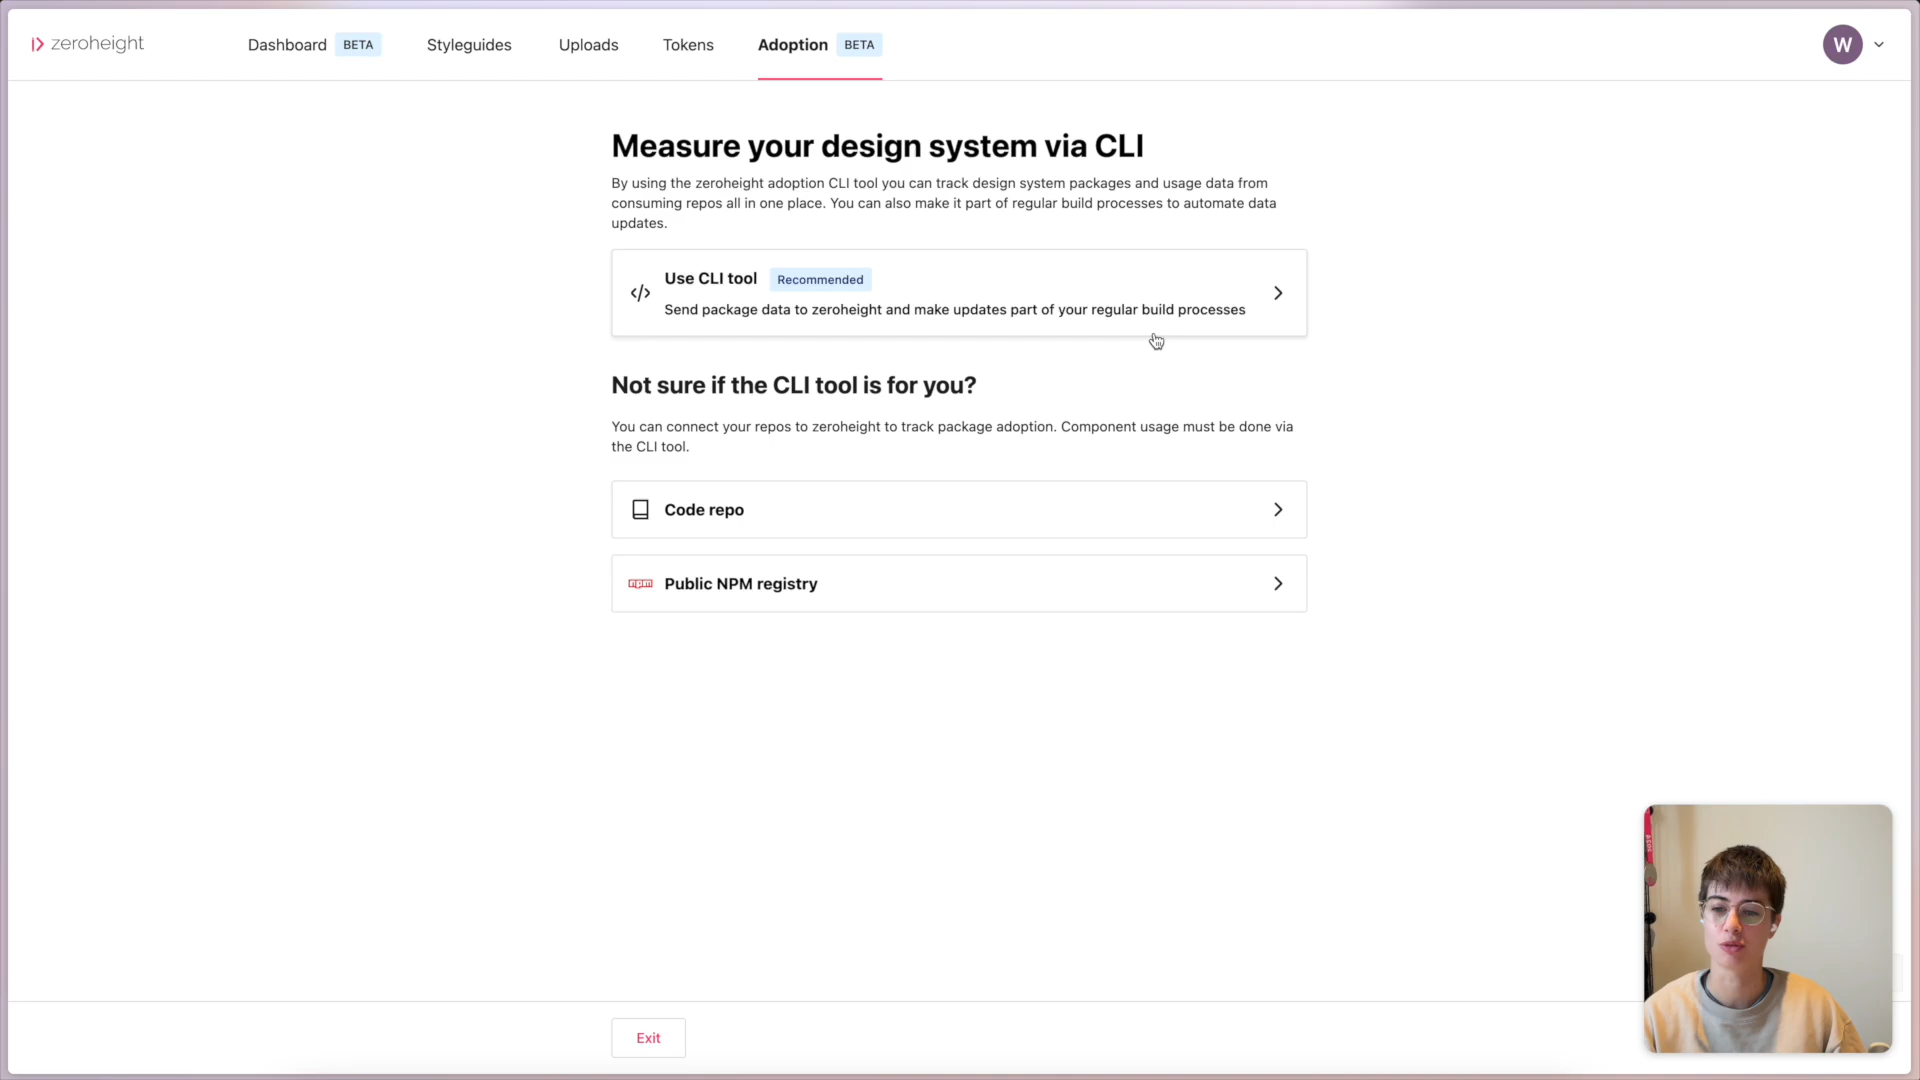 zeroheight
Dashboard BETA
Styleguides
Uploads
Tokens
Adoption BETA
W
Measure your design system via CLI
By using the zeroheight adoption CLI tool you can track design system packages and usage data from
consuming repos all in one place. You can also make it part of regular build processes to automate data
updates.
Use CLI tool Recommended
Send package data to zeroheight and make updates part of your regular build processes
Not sure if the CLI tool is for you?
You can connect your repos to zeroheight to track package adoption. Component usage must be done via
the CLI tool.
Code repo
Public NPM registry
Exit